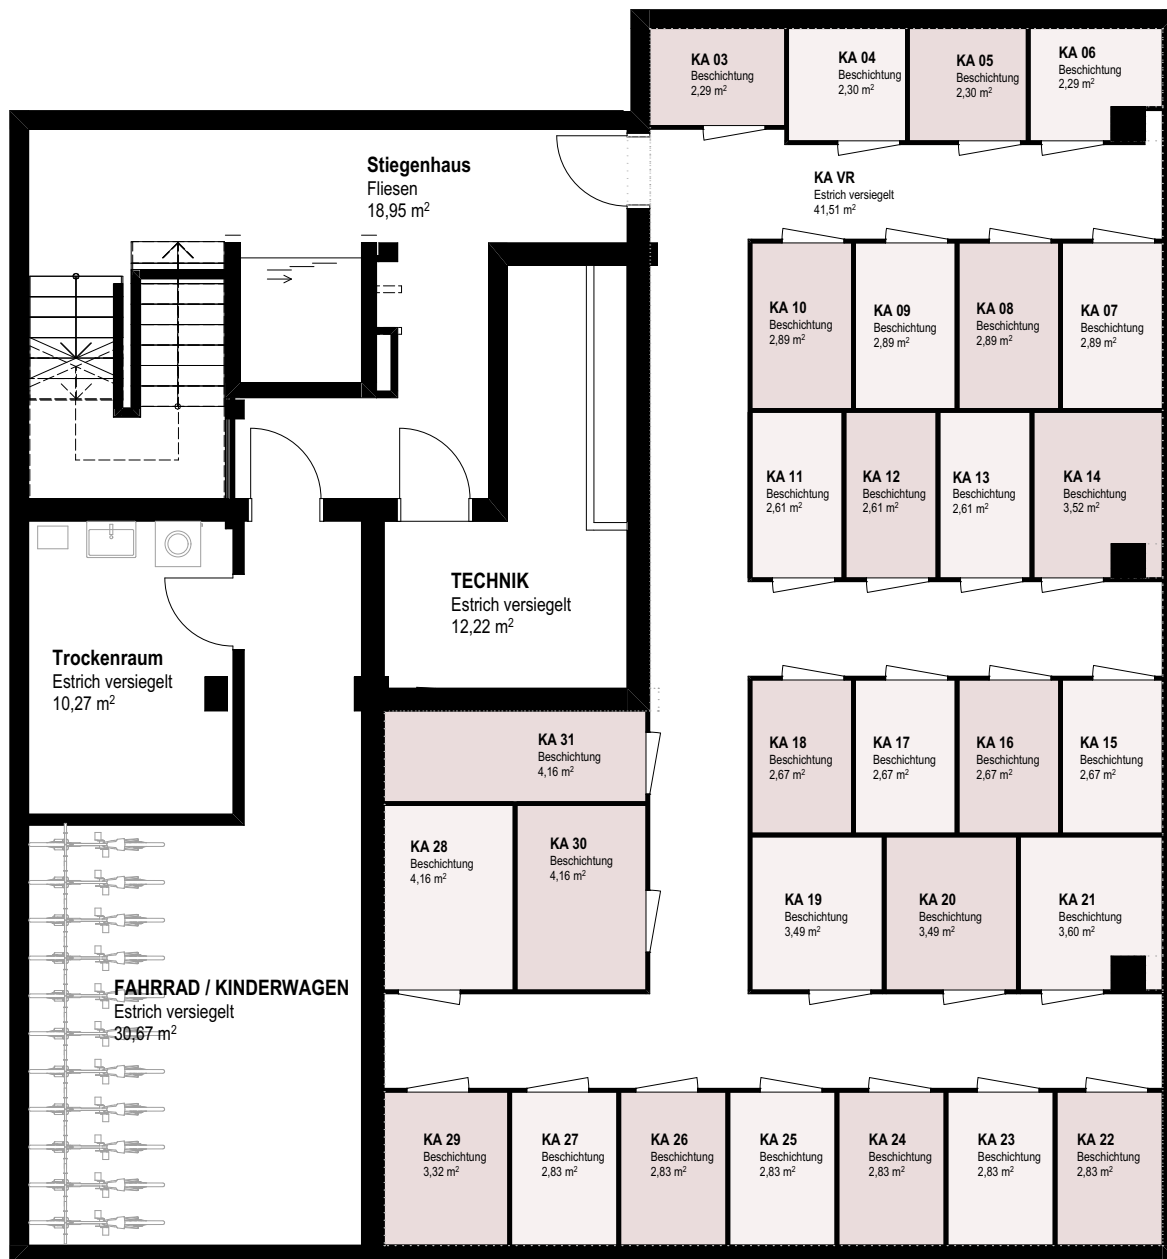 KA 03
Beschichtung
2,29 m²
KA 04
Beschichtung
2,30 m²
KA 05
Beschichtung
2,30 m²
KA 06
Beschichtung
2,29 m²
Stiegenhaus
Fliesen
18,95 m²
KA VR
Estrich versiegelt
41,51 m²
KA 10
Beschichtung
2,89 m²
KA 09
Beschichtung
2,89 m²
KA 08
Beschichtung
2,89 m²
KA 07
Beschichtung
2,89 m²
KA 11
Beschichtung
2,61 m²
KA 12
Beschichtung
2,61 m²
KA 13
Beschichtung
2,61 m²
KA 14
Beschichtung
3,52 m²
TECHNIK
Estrich versiegelt
12,22 m²
Trockenraum
Estrich versiegelt
10,27 m²
KA 31
Beschichtung
4,16 m²
KA 18
Beschichtung
2,67 m²
KA 17
Beschichtung
2,67 m²
KA 16
Beschichtung
2,67 m²
KA 15
Beschichtung
2,67 m²
KA 28
Beschichtung
4,16 m²
KA 30
Beschichtung
4,16 m²
KA 19
Beschichtung
3,49 m²
KA 20
Beschichtung
3,49 m²
KA 21
Beschichtung
3,60 m²
FAHRRAD / KINDERWAGEN
Estrich versiegelt
30,67 m²
KA 29
Beschichtung
3,32 m²
KA 27
Beschichtung
2,83 m²
KA 26
Beschichtung
2,83 m²
KA 25
Beschichtung
2,83 m²
KA 24
Beschichtung
2,83 m²
KA 23
Beschichtung
2,83 m²
KA 22
Beschichtung
2,83 m²